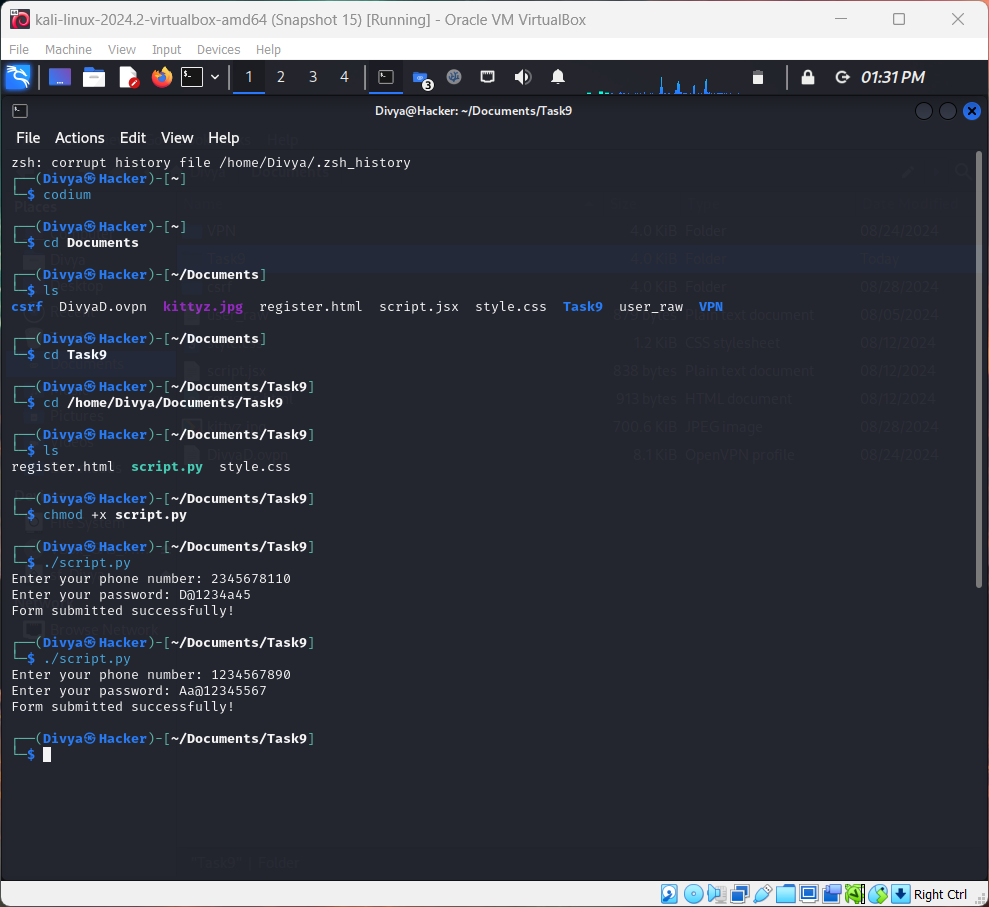 kali-linux-2024.2-virtualbox-amd64 (Snapshot 15) [Running] - Oracle VM VirtualBox
File Machine View Input Devices Help
1 2 3 4 3 01:31 PM
Divya@Hacker: ~/Documents/Task9
File Actions Edit View Help
zsh: corrupt history file /home/Divya/.zsh_history
┌──(Divya㉿Hacker)-[~]
└─$ codium
┌──(Divya㉿Hacker)-[~]
└─$ cd Documents
┌──(Divya㉿Hacker)-[~/Documents]
└─$ ls
csrf DivyaD.ovpn kittyz.jpg register.html script.jsx style.css Task9 user_raw VPN
┌──(Divya㉿Hacker)-[~/Documents]
└─$ cd Task9
┌──(Divya㉿Hacker)-[~/Documents/Task9]
└─$ cd /home/Divya/Documents/Task9
┌──(Divya㉿Hacker)-[~/Documents/Task9]
└─$ ls
register.html script.py style.css
┌──(Divya㉿Hacker)-[~/Documents/Task9]
└─$ chmod +x script.py
┌──(Divya㉿Hacker)-[~/Documents/Task9]
└─$ ./script.py
Enter your phone number: 2345678110
Enter your password: D@1234a45
Form submitted successfully!
┌──(Divya㉿Hacker)-[~/Documents/Task9]
└─$ ./script.py
Enter your phone number: 1234567890
Enter your password: Aa@12345567
Form submitted successfully!
┌──(Divya㉿Hacker)-[~/Documents/Task9]
└─$
Right Ctrl